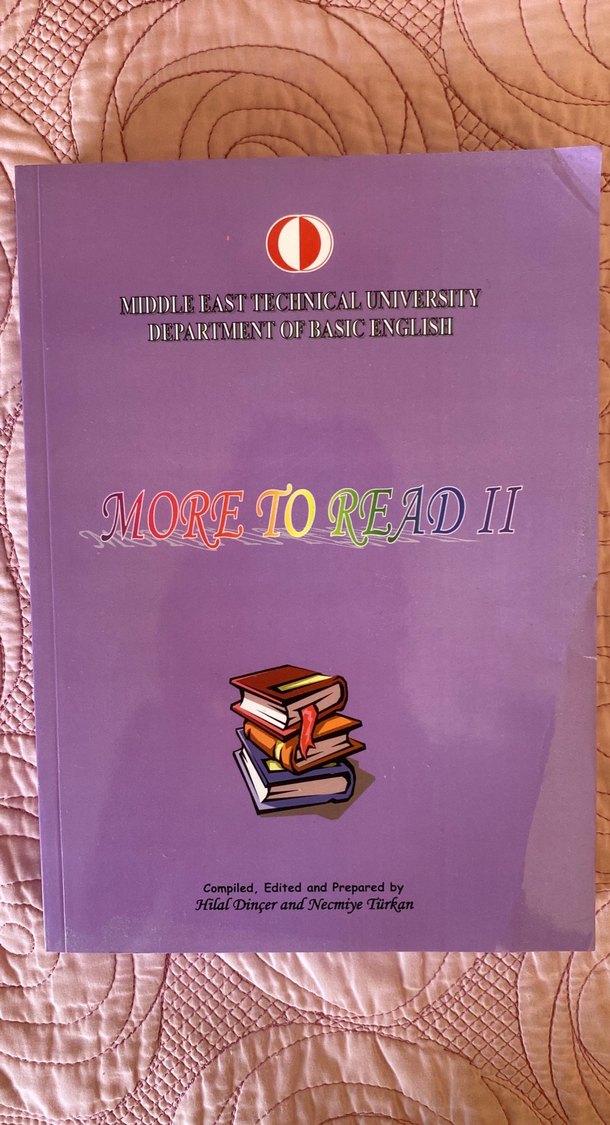 MIDDLE EAST TECHNICAL UNIVERSITY
DEPARTMENT OF BASIC ENGLISH
MORE TO READ II
Compiled, Edited and Prepared by
Hilal Dinçer and Necmiye Türkan